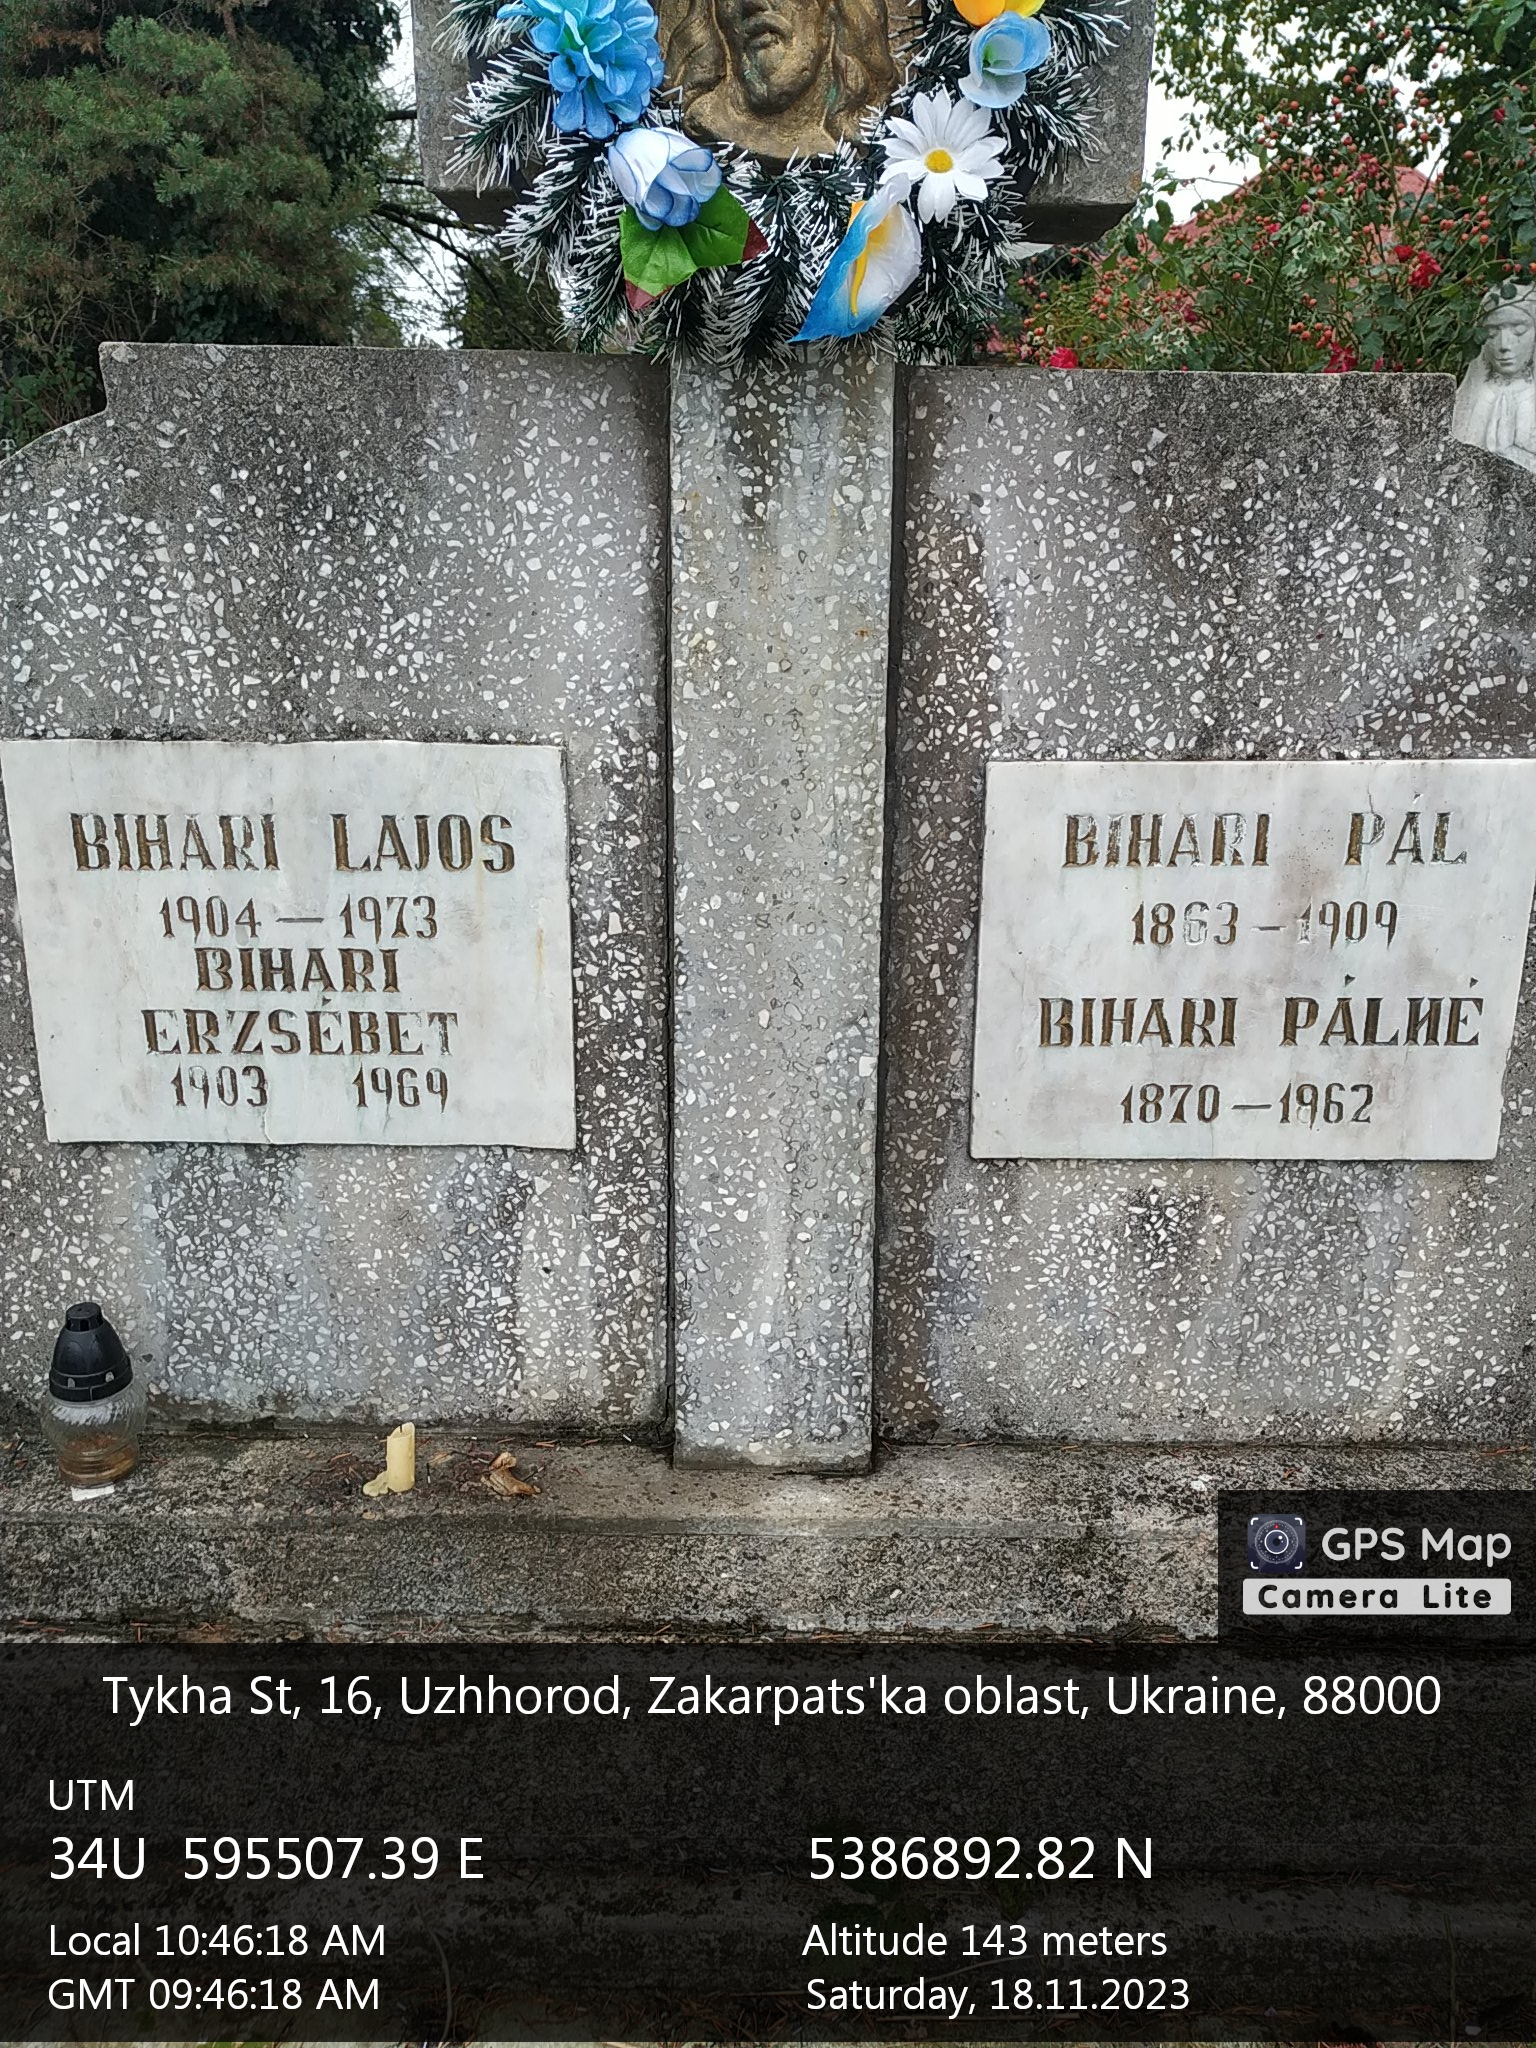 BIHARI LAJOS
1904 — 1973
BIHARI
ERZSÉBET
1903 1969
BIHARI PÁL
1863 - 1909
BIHARI PÁLNÉ
1870 — 1962
GPS Map
Camera Lite
Tykha St, 16, Uzhhorod, Zakarpats'ka oblast, Ukraine, 88000
UTM
34U 595507.39 E 5386892.82 N
Local 10:46:18 AM Altitude 143 meters
GMT 09:46:18 AM Saturday, 18.11.2023